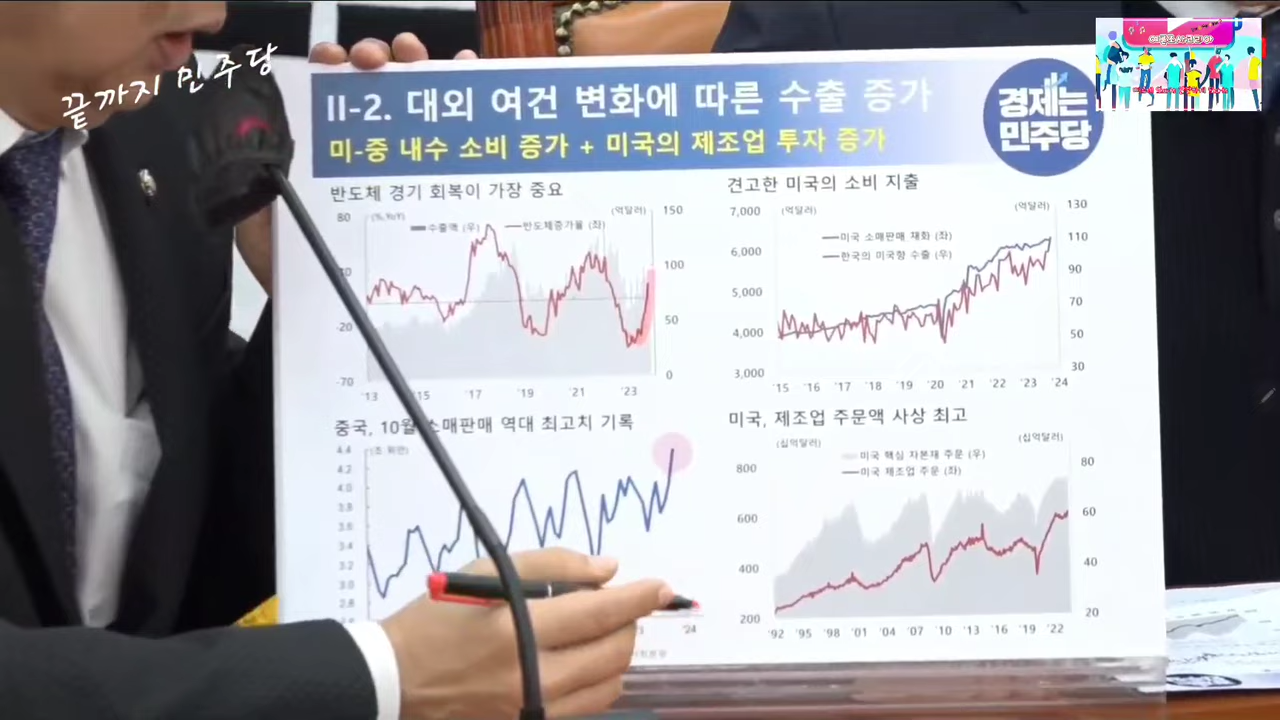 끝까지 민주당
II-2. 대외 여건 변화에 따른 수출 증가
미-중 내수 소비 증가 + 미국의 제조업 투자 증가
경제는
민주당
반도체 경기 회복이 가장 중요
80
(%, YoY)
(억달러)
150
수출액 (우)
반도체증가율 (좌)
100
-20
50
-70
0
'13 '15 '17 '19 '21 '23
견고한 미국의 소비 지출
7,000
(억달러)
(억달러)
130
미국 소매판매 재화 (좌)
110
6,000
한국의 미국향 수출 (우)
90
5,000
70
4,000
50
3,000
30
'15 '16 '17 '18 '19 '20 '21 '22 '23 '24
중국, 10월 소매판매 역대 최고치 기록
4.4
(조 위안)
4.2
4.0
3.8
3.6
3.4
3.2
3.0
2.8
2.6
'24
미국, 제조업 주문액 사상 최고
(십억달러)
(십억달러)
미국 핵심 자본재 주문 (우)
미국 제조업 주문 (좌)
800
80
600
60
400
40
200
20
'92 '95 '98 '01 '04 '07 '10 '13 '16 '19 '22